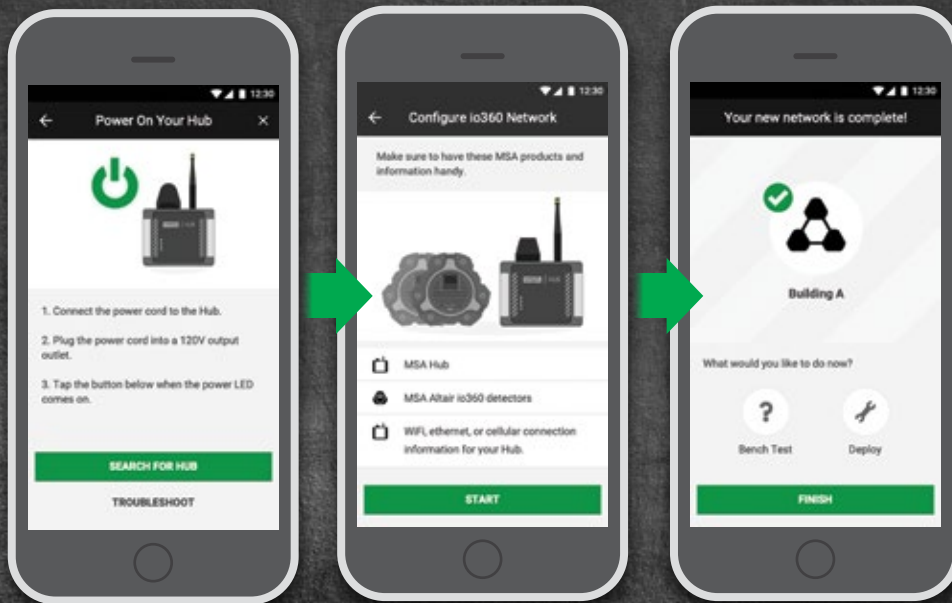 12:30
Power On Your Hub
1. Connect the power cord to the Hub.
2. Plug the power cord into a 120V output
outlet.
3. Tap the button below when the power LED
comes on.
SEARCH FOR HUB
TROUBLESHOOT
12:30
Configure io360 Network
Make sure to have these MSA products and
information handy.
MSA Hub
MSA Altair io360 detectors
WiFi, ethernet, or cellular connection
information for your Hub.
START
12:30
Your new network is complete!
Building A
What would you like to do now?
?
Bench Test
Deploy
FINISH